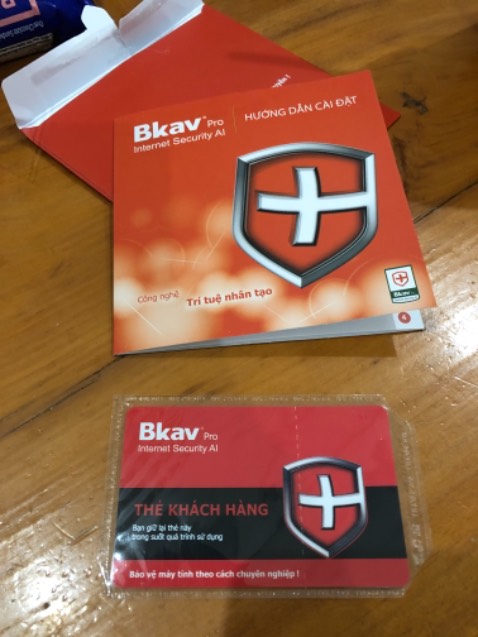 Bkav Pro
Internet Security AI
HƯỚNG DẪN CÀI ĐẶT
Công nghệ Trí tuệ nhân tạo
Bkav
Bkav Pro
Internet Security AI
THẺ KHÁCH HÀNG
Bạn giữ lại thẻ này
trong suốt quá trình sử dụng
Bảo vệ máy tính theo cách chuyên nghiệp !